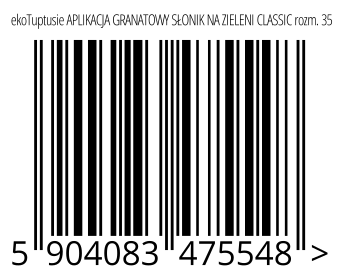 ekoTuptusie APLIKACJA GRANATOWY SŁONIK NA ZIELENI CLASSIC rozm. 35
5 904083 475548 >